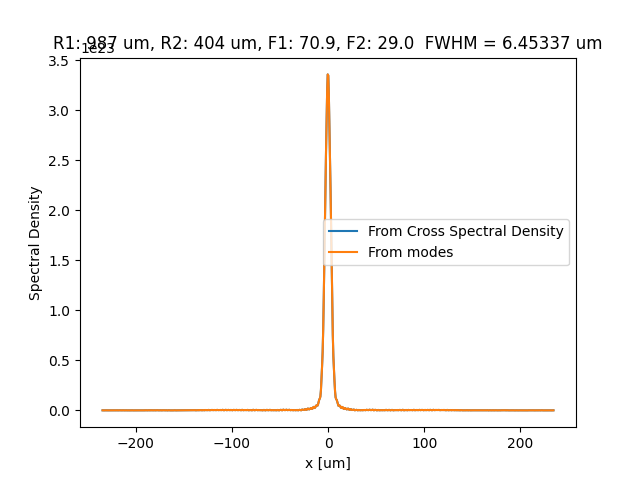 R1: 987 um, R2: 404 um, F1: 70.9, F2: 29.0  FWHM = 6.45337 um
1e23
3.5
3.0
2.5
2.0
1.5
1.0
0.5
0.0
Spectral Density
From Cross Spectral Density
From modes
−200
−100
0
100
200
x [um]